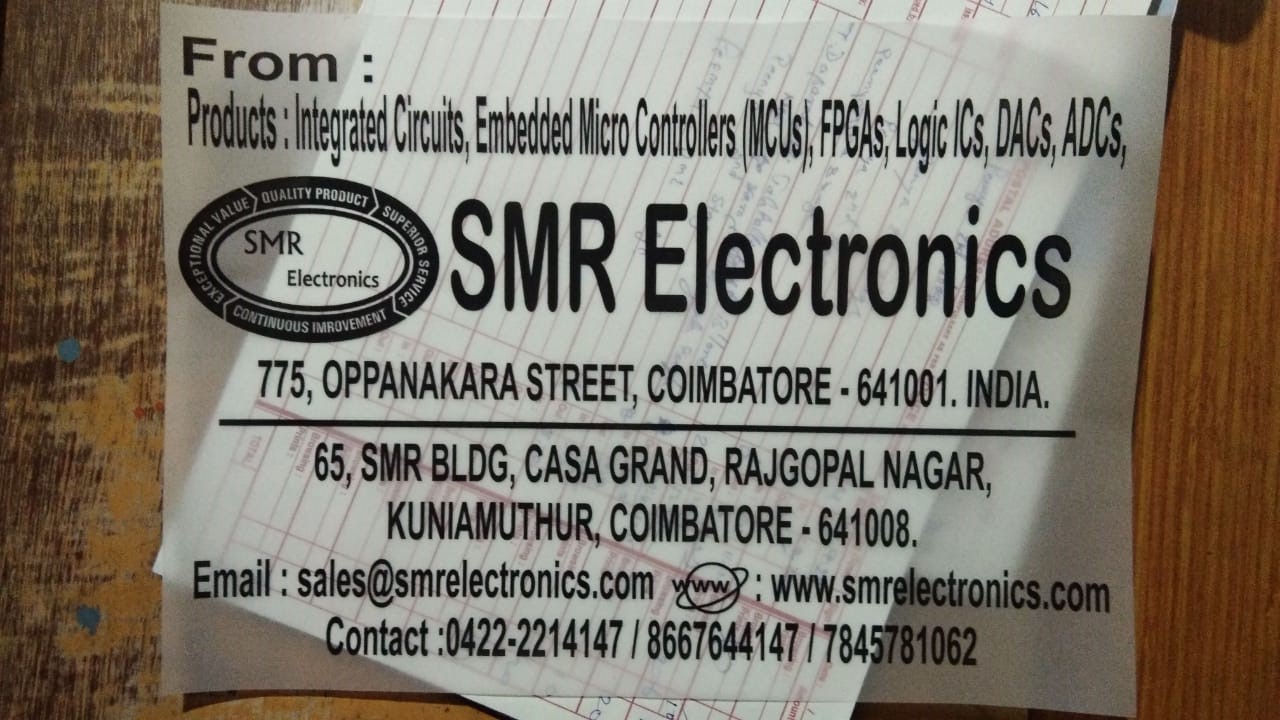 From :
Products : Integrated Circuits, Embedded Micro Controllers (MCUs), FPGAs, Logic ICs, DACs, ADCs,
EXCEPTIONAL VALUE
QUALITY PRODUCT
SUPERIOR SERVICE
CONTINUOUS IMROVEMENT
SMR
Electronics
SMR Electronics
775, OPPANAKARA STREET, COIMBATORE - 641001. INDIA.
65, SMR BLDG, CASA GRAND, RAJGOPAL NAGAR,
KUNIAMUTHUR, COIMBATORE - 641008.
Email : sales@smrelectronics.com www : www.smrelectronics.com
Contact :0422-2214147 / 8667644147 / 7845781062
TOTAL